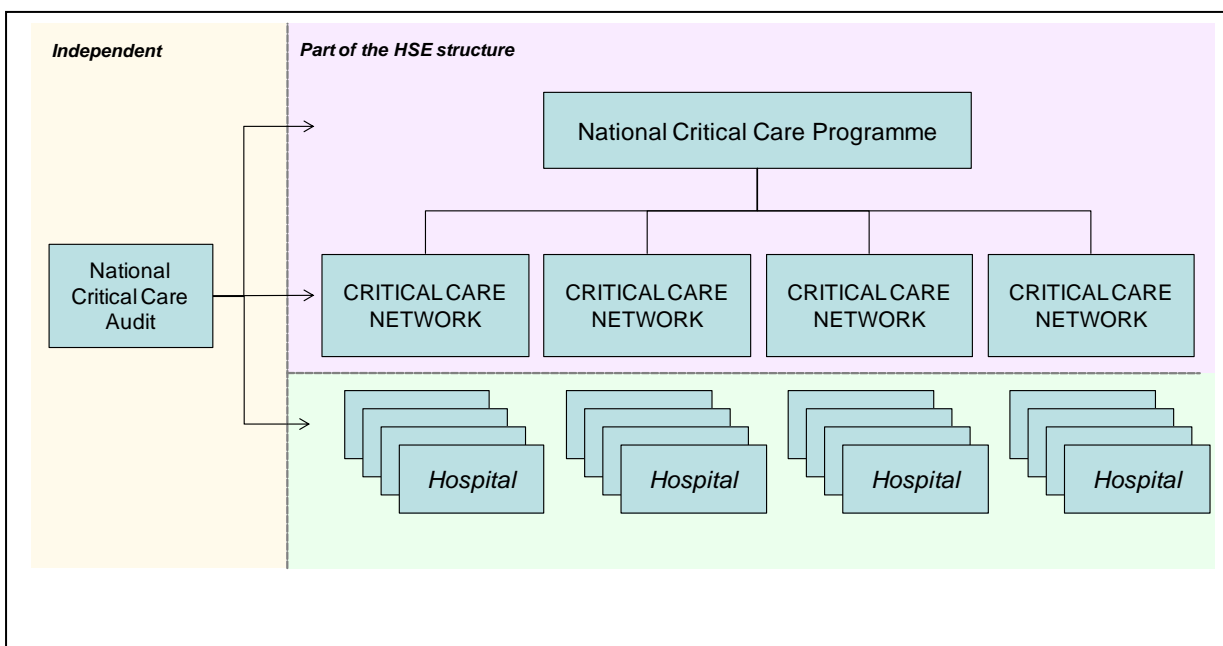 Independent
Part of the HSE structure
National Critical Care Programme
National
Critical Care
Audit
CRITICAL CARE
NETWORK
CRITICAL CARE
NETWORK
CRITICAL CARE
NETWORK
CRITICAL CARE
NETWORK
Hospital
Hospital
Hospital
Hospital